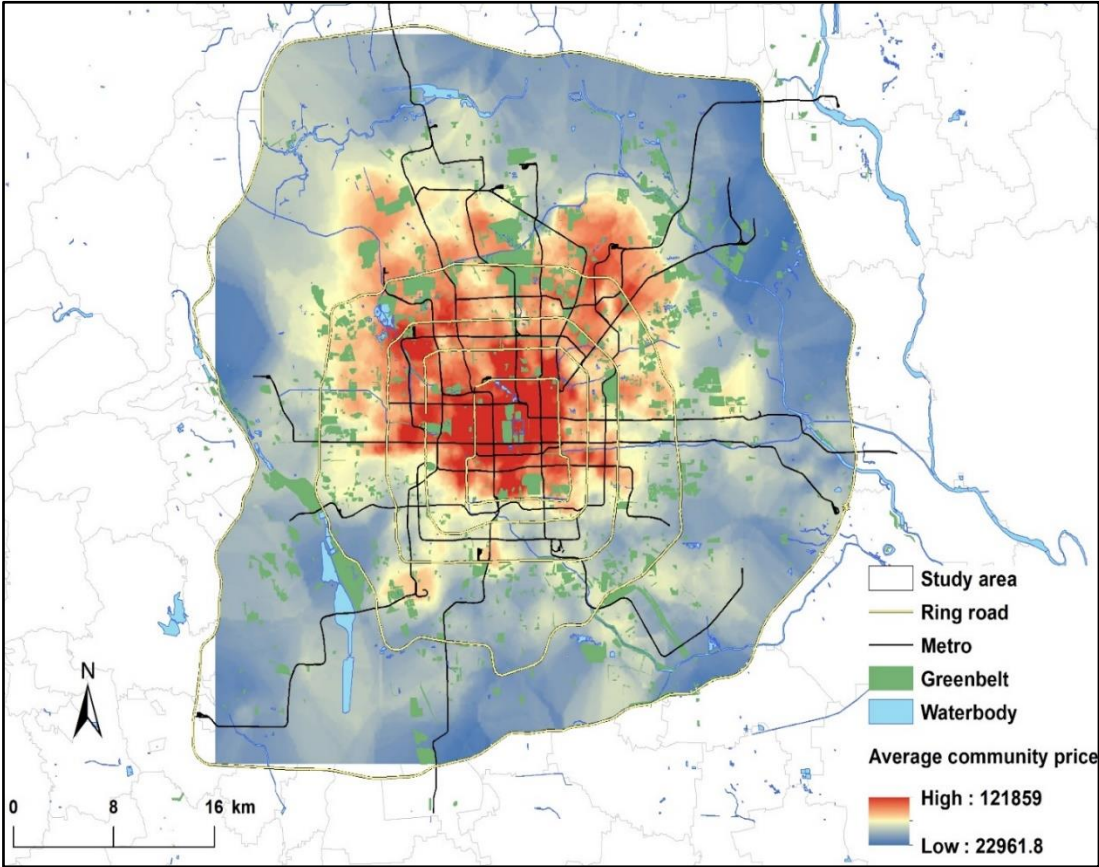 N
0 8 16 km
Study area
Ring road
Metro
Greenbelt
Waterbody
Average community price
High : 121859
Low : 22961.8